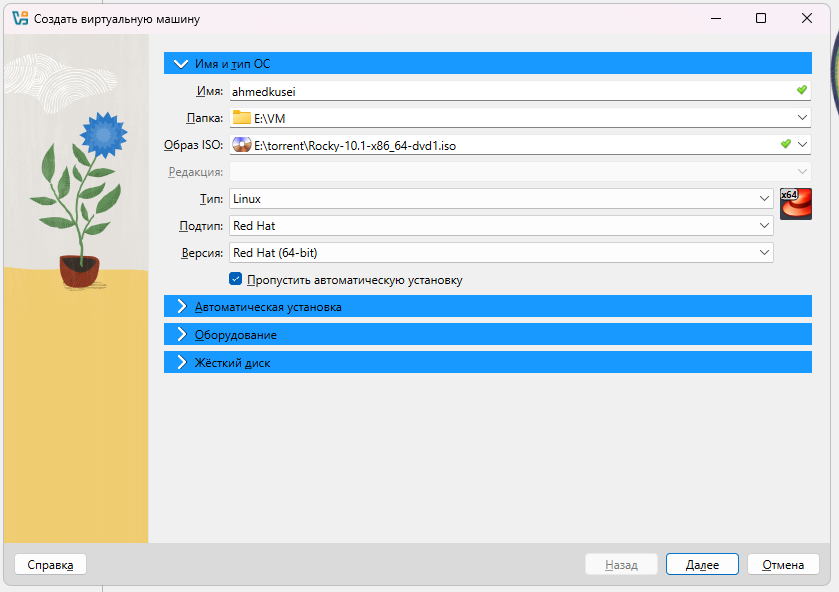 Создать виртуальную машину
Имя и тип ОС
Имя: ahmedkusei
Папка: E:\VM
Образ ISO: E:\torrent\Rocky-10.1-x86_64-dvd1.iso
Редакция:
Тип: Linux
x64
Подтип: Red Hat
Версия: Red Hat (64-bit)
Пропустить автоматическую установку
Автоматическая установка
Оборудование
Жёсткий диск
Справка Назад Далее Отмена